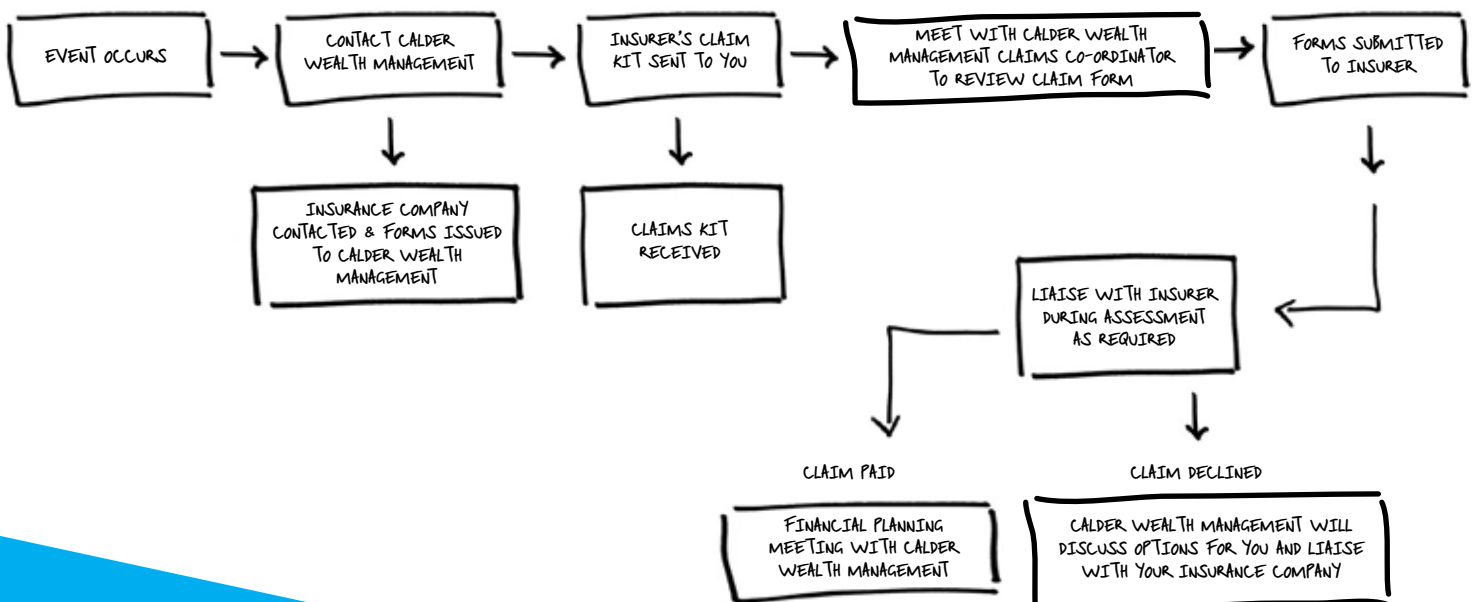 EVENT OCCURS
CONTACT CALDER
WEALTH MANAGEMENT
INSURER'S CLAIM
KIT SENT TO YOU
MEET WITH CALDER WEALTH
MANAGEMENT CLAIMS CO-ORDINATOR
TO REVIEW CLAIM FORM
FORMS SUBMITTED
TO INSURER
INSURANCE COMPANY
CONTACTED & FORMS ISSUED
TO CALDER WEALTH
MANAGEMENT
CLAIMS KIT
RECEIVED
LIAISE WITH INSURER
DURING ASSESSMENT
AS REQUIRED
CLAIM PAID
FINANCIAL PLANNING
MEETING WITH CALDER
WEALTH MANAGEMENT
CLAIM DECLINED
CALDER WEALTH MANAGEMENT WILL
DISCUSS OPTIONS FOR YOU AND LIAISE
WITH YOUR INSURANCE COMPANY